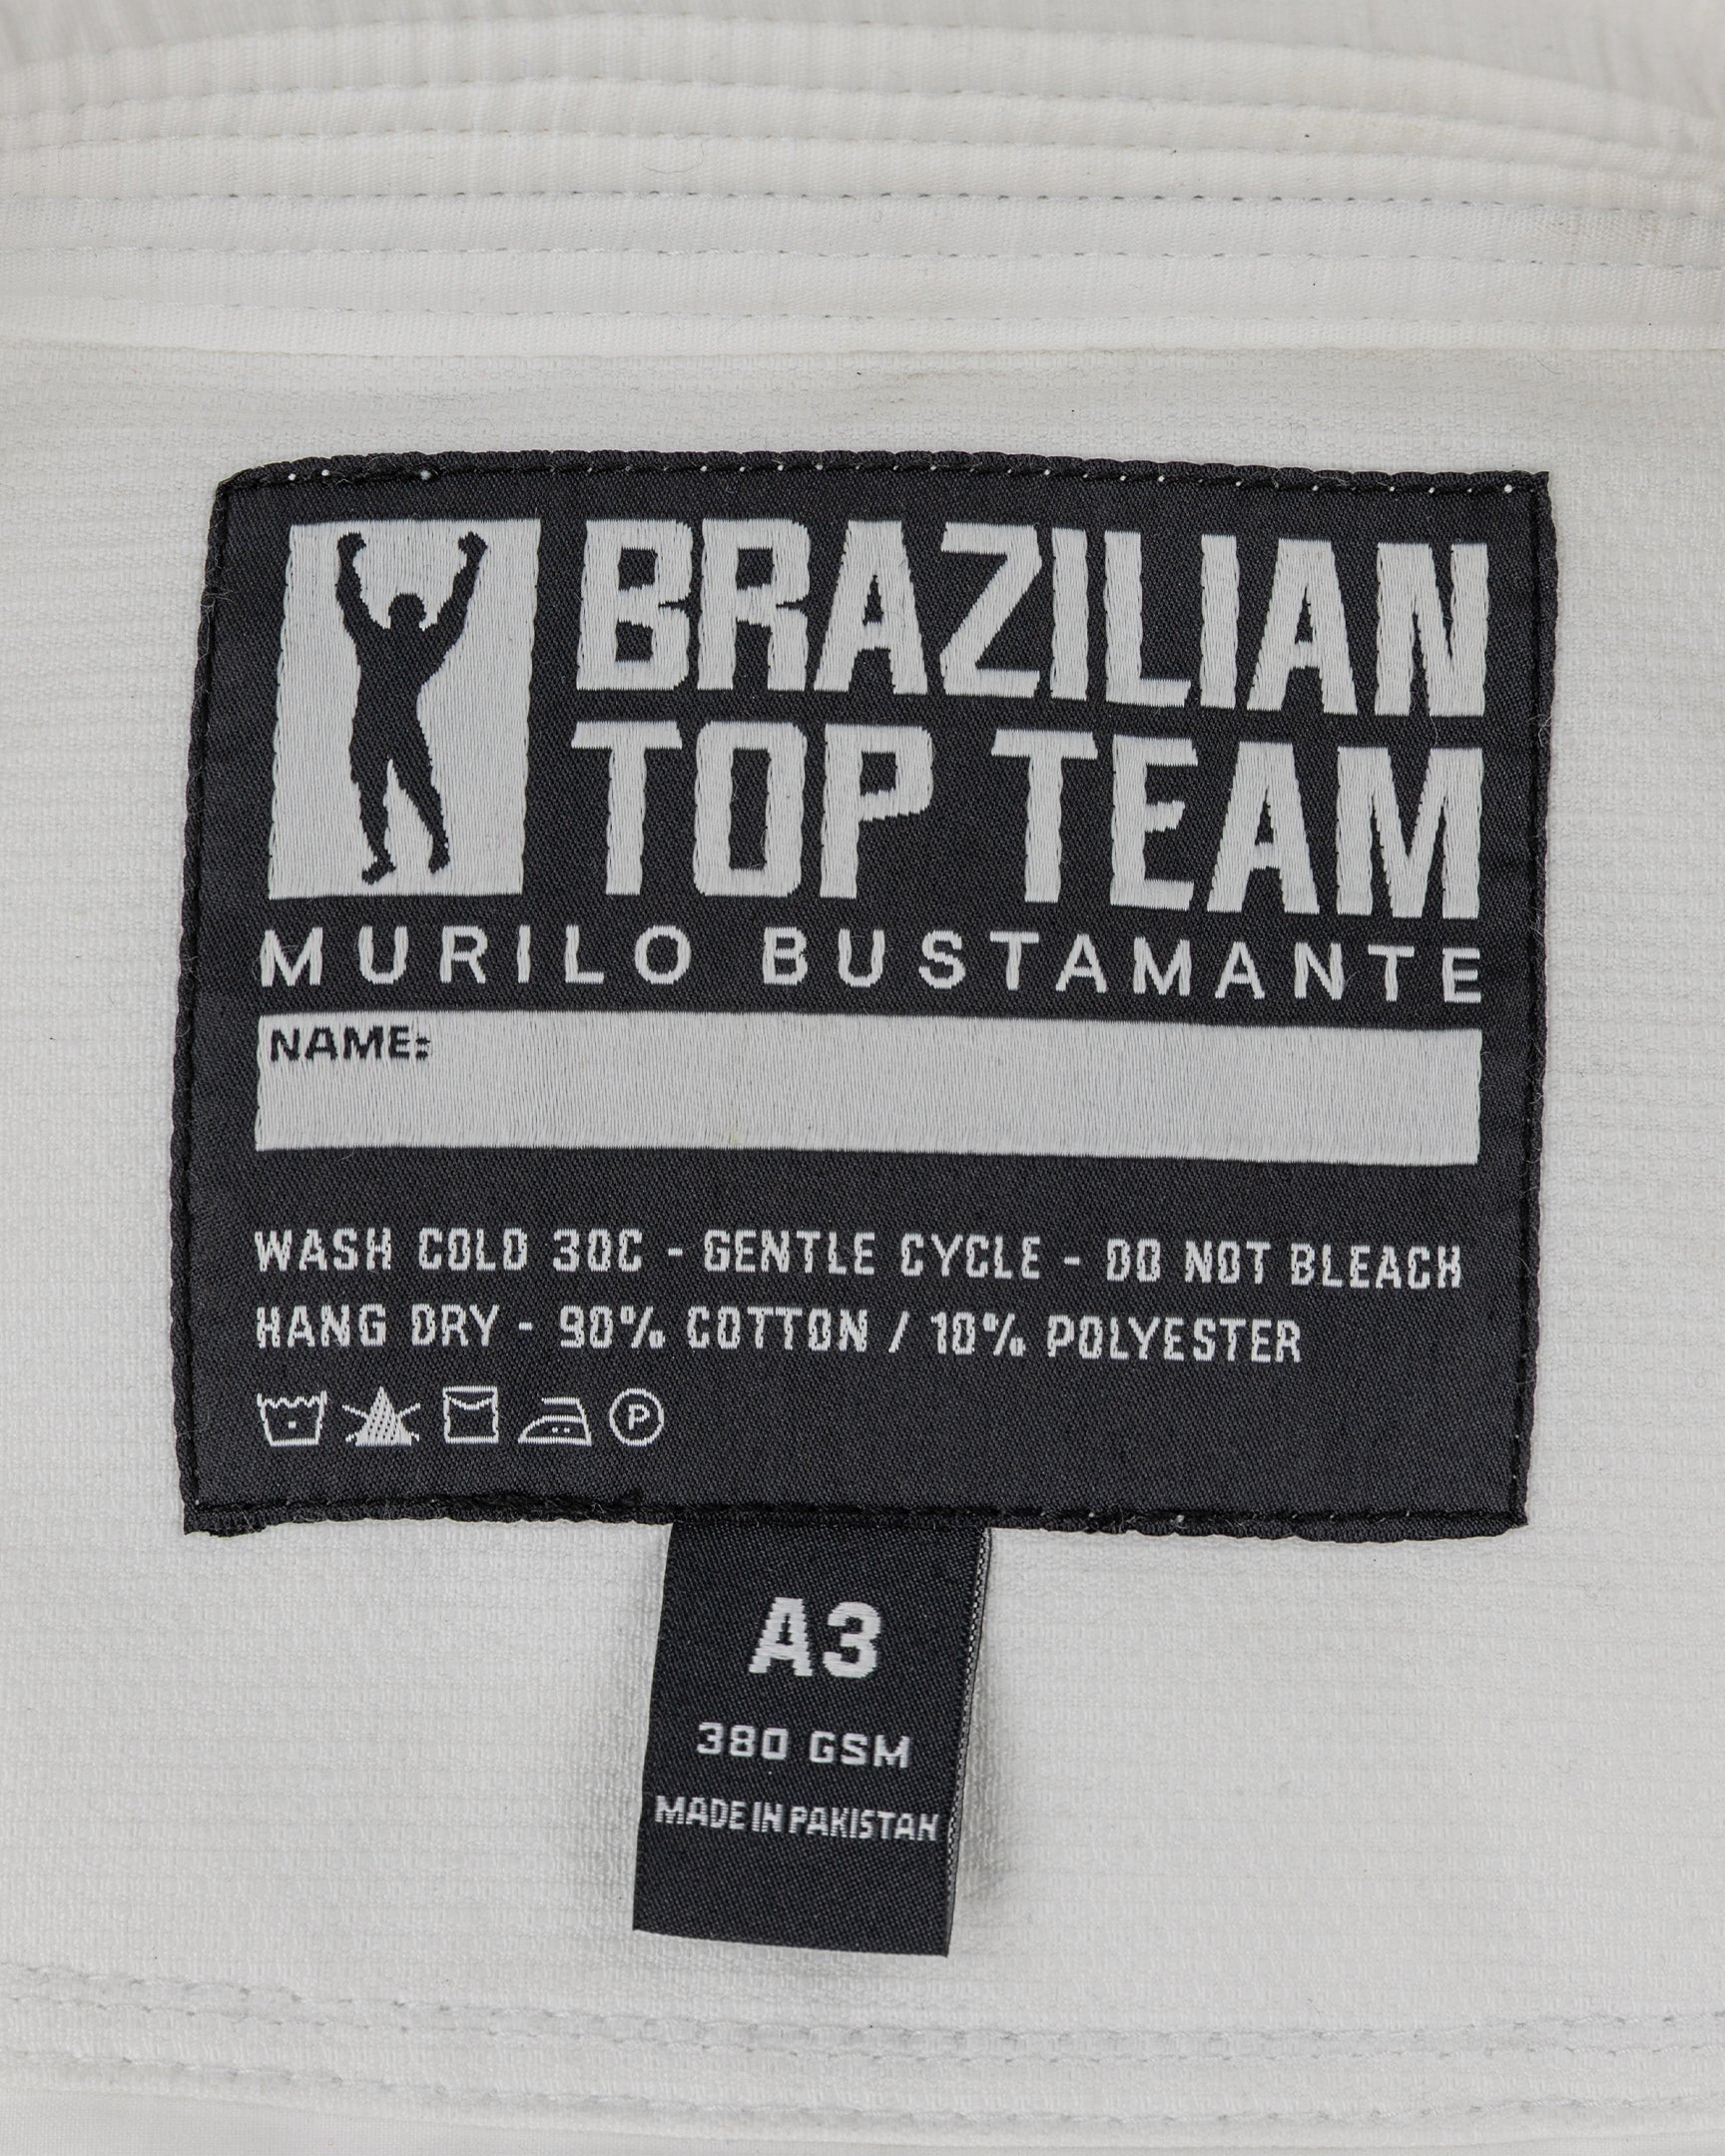 BRAZILIAN
TOP TEAM
MURILO BUSTAMANTE
NAME:
WASH COLD 30C - GENTLE CYCLE - DO NOT BLEACH
HANG DRY - 90% COTTON / 10% POLYESTER
P
A3
380 GSM
MADE IN PAKISTAN